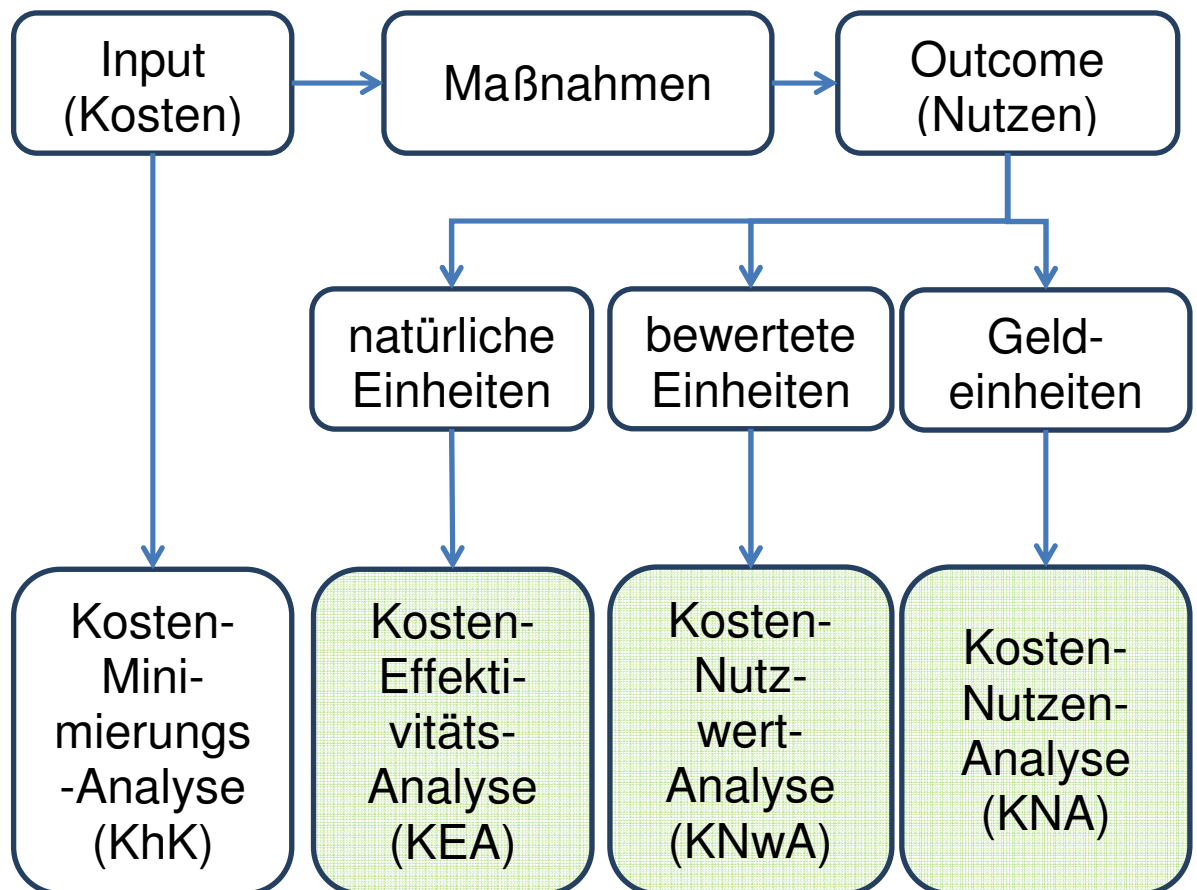 Input
(Kosten)
Maßnahmen
Outcome
(Nutzen)
natürliche
Einheiten
bewertete
Einheiten
Geld-
einheiten
Kosten-
Mini-
mierungs
-Analyse
(KhK)
Kosten-
Effekti-
vitäts-
Analyse
(KEA)
Kosten-
Nutz-
wert-
Analyse
(KNwA)
Kosten-
Nutzen-
Analyse
(KNA)